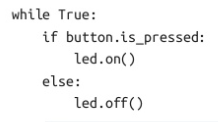 while True:
    if button.is_pressed:
        led.on()
    else:
        led.off()